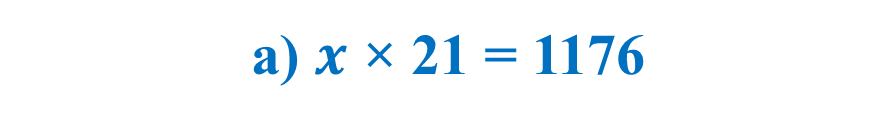 a) x × 21 = 1176